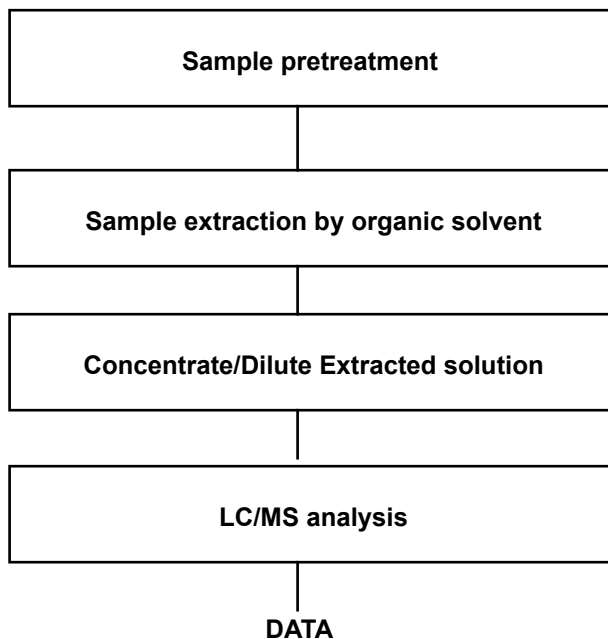 Sample pretreatment
Sample extraction by organic solvent
Concentrate/Dilute Extracted solution
LC/MS analysis
DATA